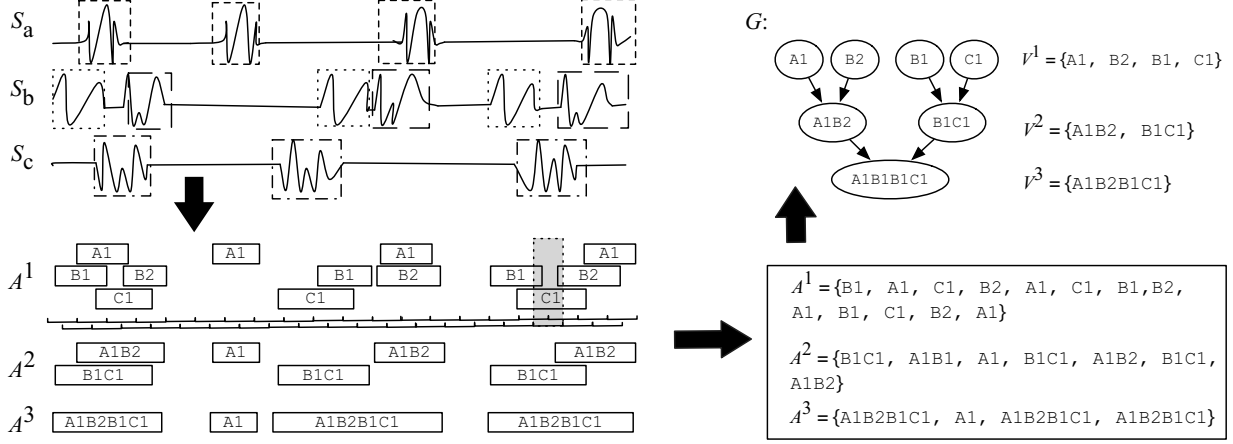 Sa
Sb
Sc
A1 A1 A1 A1
A¹ B1 B2 B1 B2 B1 B2
C1 C1 C1
A² A1B2 A1 A1B2 A1B2
B1C1 B1C1 B1C1
A³ A1B2B1C1 A1 A1B2B1C1 A1B2B1C1
G:
A1 B2 B1 C1 V¹ = {A1, B2, B1, C1}
A1B2 B1C1 V² = {A1B2, B1C1}
A1B1B1C1 V³ = {A1B2B1C1}
A¹ = {B1, A1, C1, B2, A1, C1, B1,B2,
A1, B1, C1, B2, A1}
A² = {B1C1, A1B1, A1, B1C1, A1B2, B1C1,
A1B2}
A³ = {A1B2B1C1, A1, A1B2B1C1, A1B2B1C1}